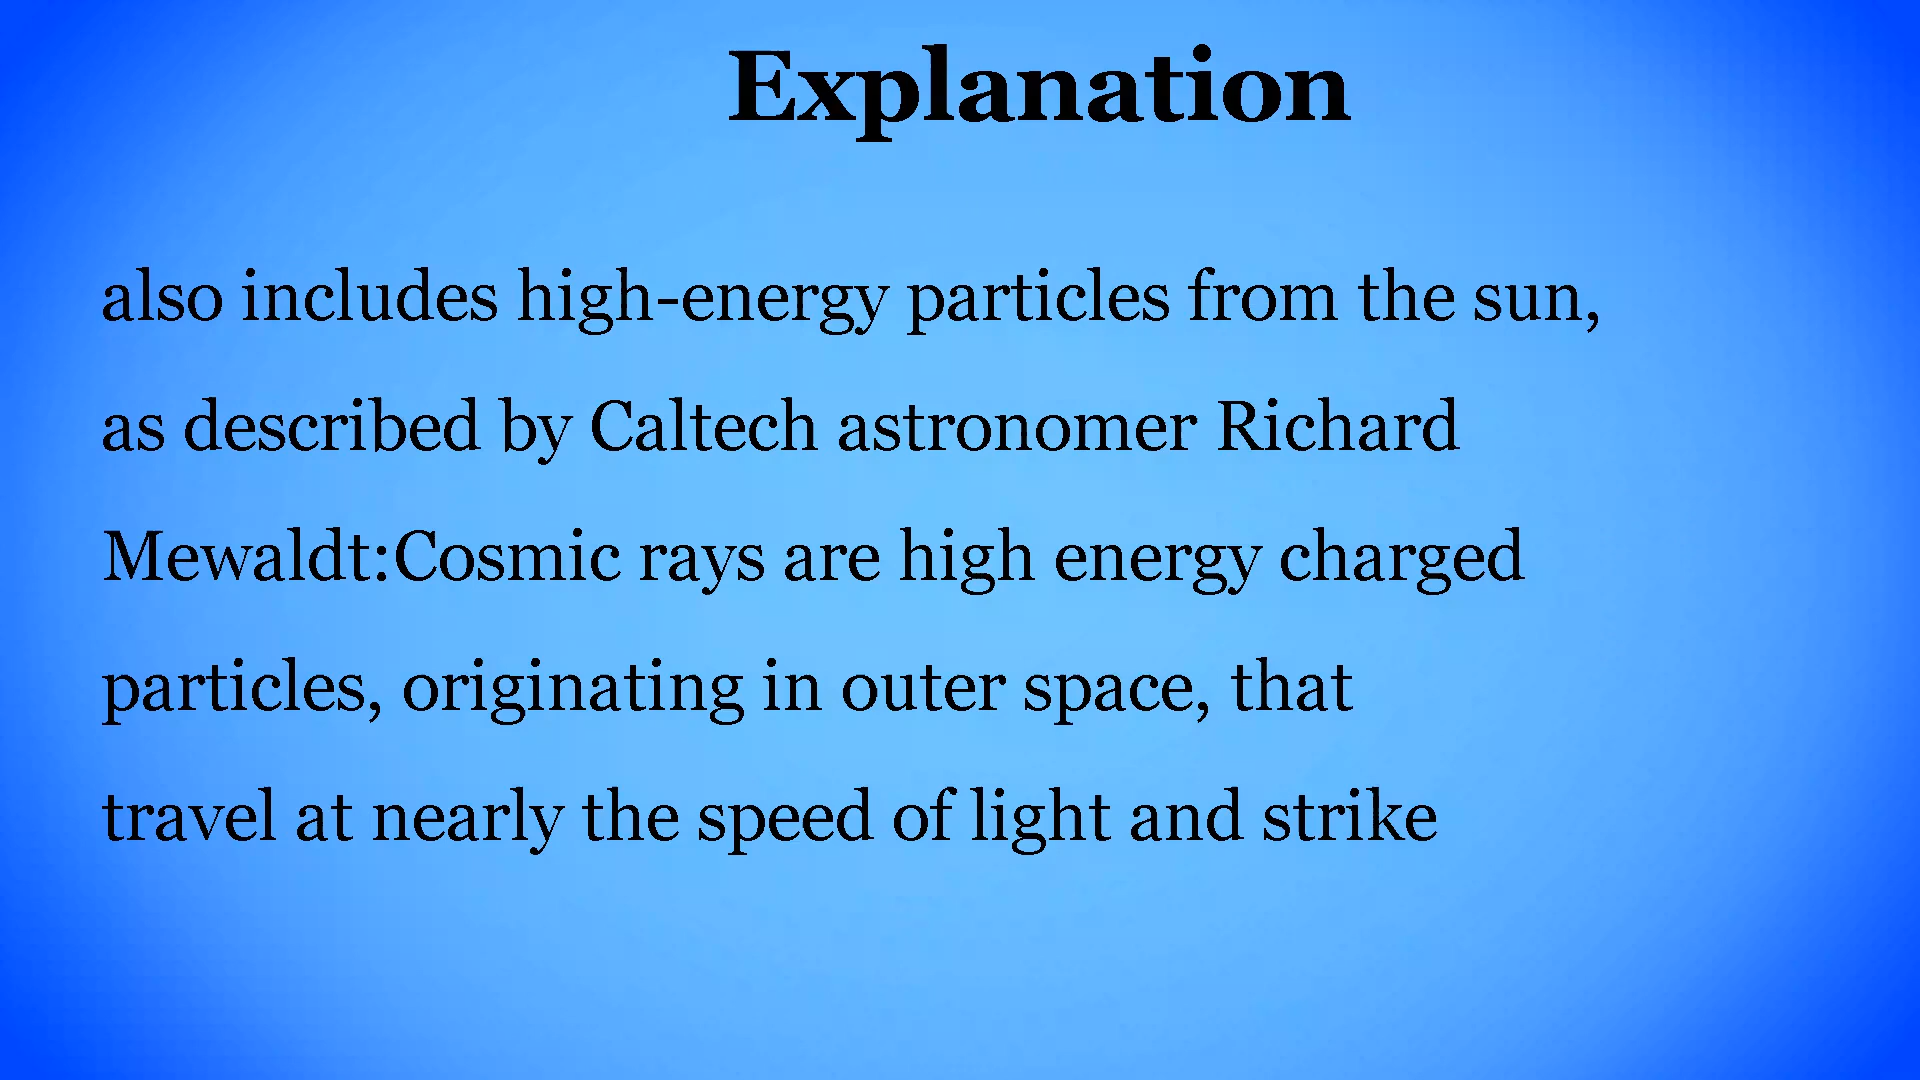 Explanation
also includes high-energy particles from the sun,
as described by Caltech astronomer Richard
Mewaldt:Cosmic rays are high energy charged
particles, originating in outer space, that
travel at nearly the speed of light and strike